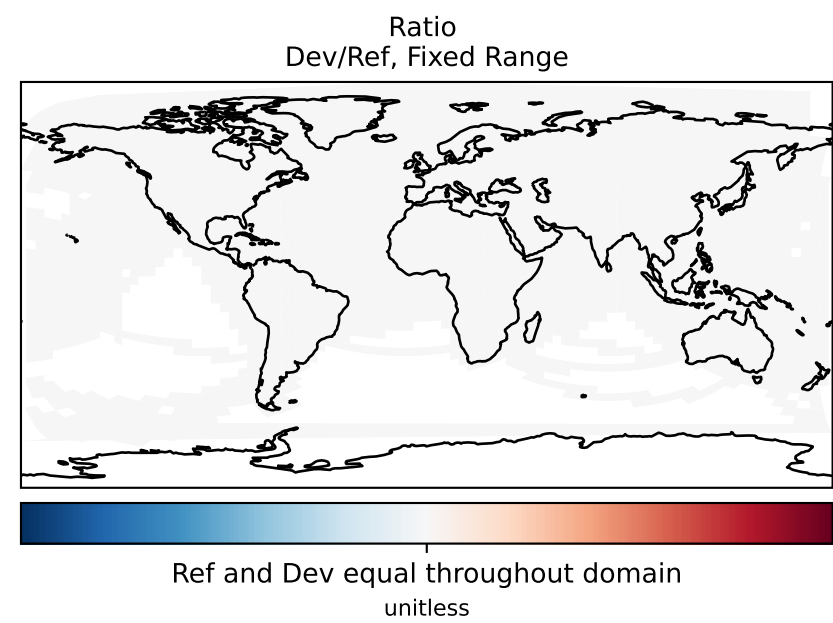 Ratio
Dev/Ref, Fixed Range
Ref and Dev equal throughout domain
unitless